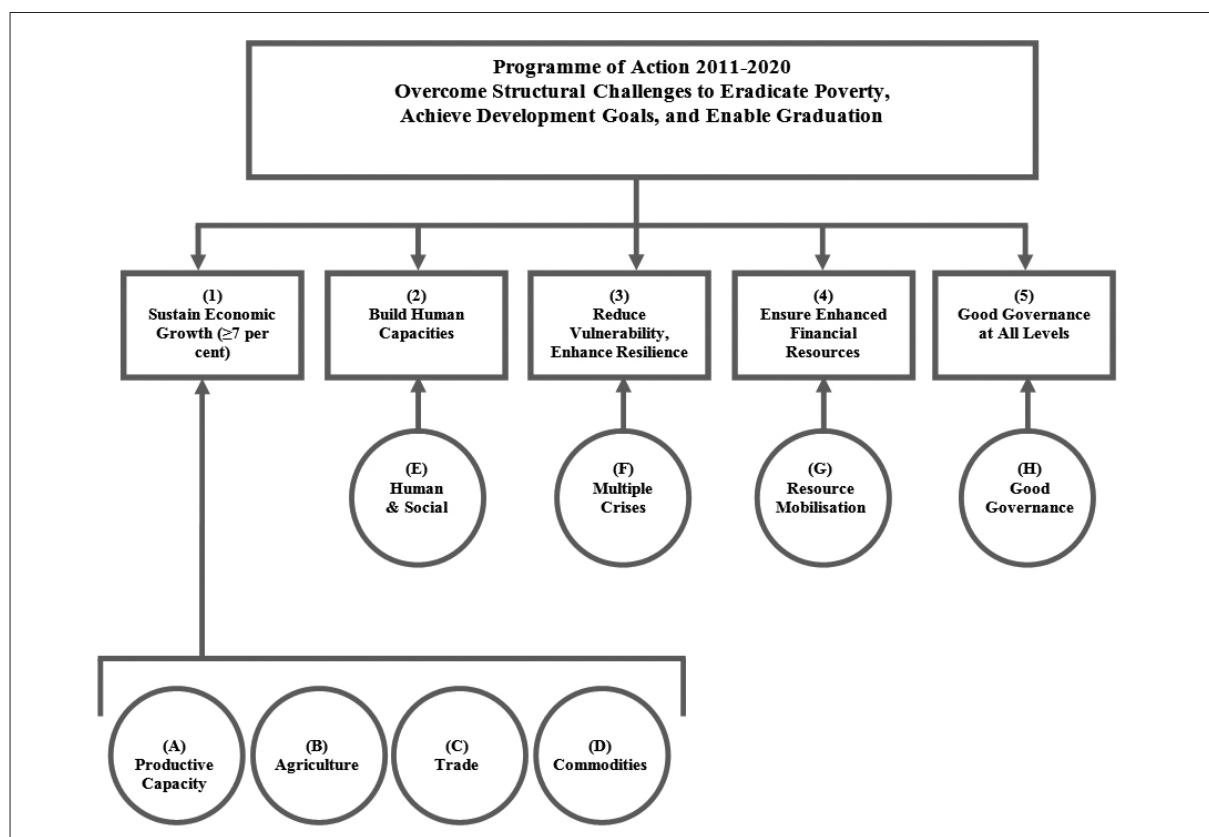 Programme of Action 2011-2020
Overcome Structural Challenges to Eradicate Poverty,
Achieve Development Goals, and Enable Graduation
(1)
Sustain Economic
Growth (≥7 per
cent)
(2)
Build Human
Capacities
(3)
Reduce
Vulnerability,
Enhance Resilience
(4)
Ensure Enhanced
Financial
Resources
(5)
Good Governance
at All Levels
(E)
Human
& Social
(F)
Multiple
Crises
(G)
Resource
Mobilisation
(H)
Good
Governance
(A)
Productive
Capacity
(B)
Agriculture
(C)
Trade
(D)
Commodities